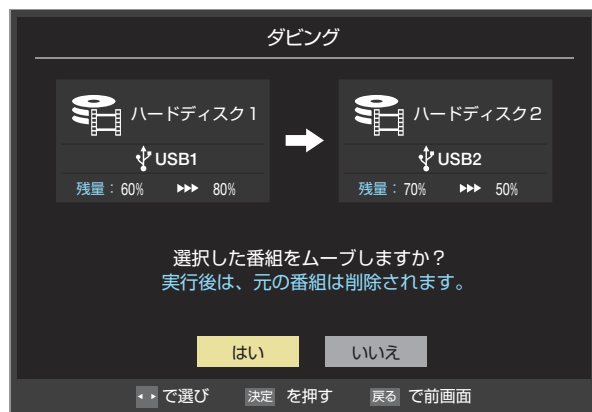 ダビング
ハードディスク1
USB1
残量:60% ▶▶▶ 80%
ハードディスク2
USB2
残量:70% ▶▶▶ 50%
選択した番組をムーブしますか?
実行後は、元の番組は削除されます。
はい いいえ
で選び 決定 を押す 戻る で前画面